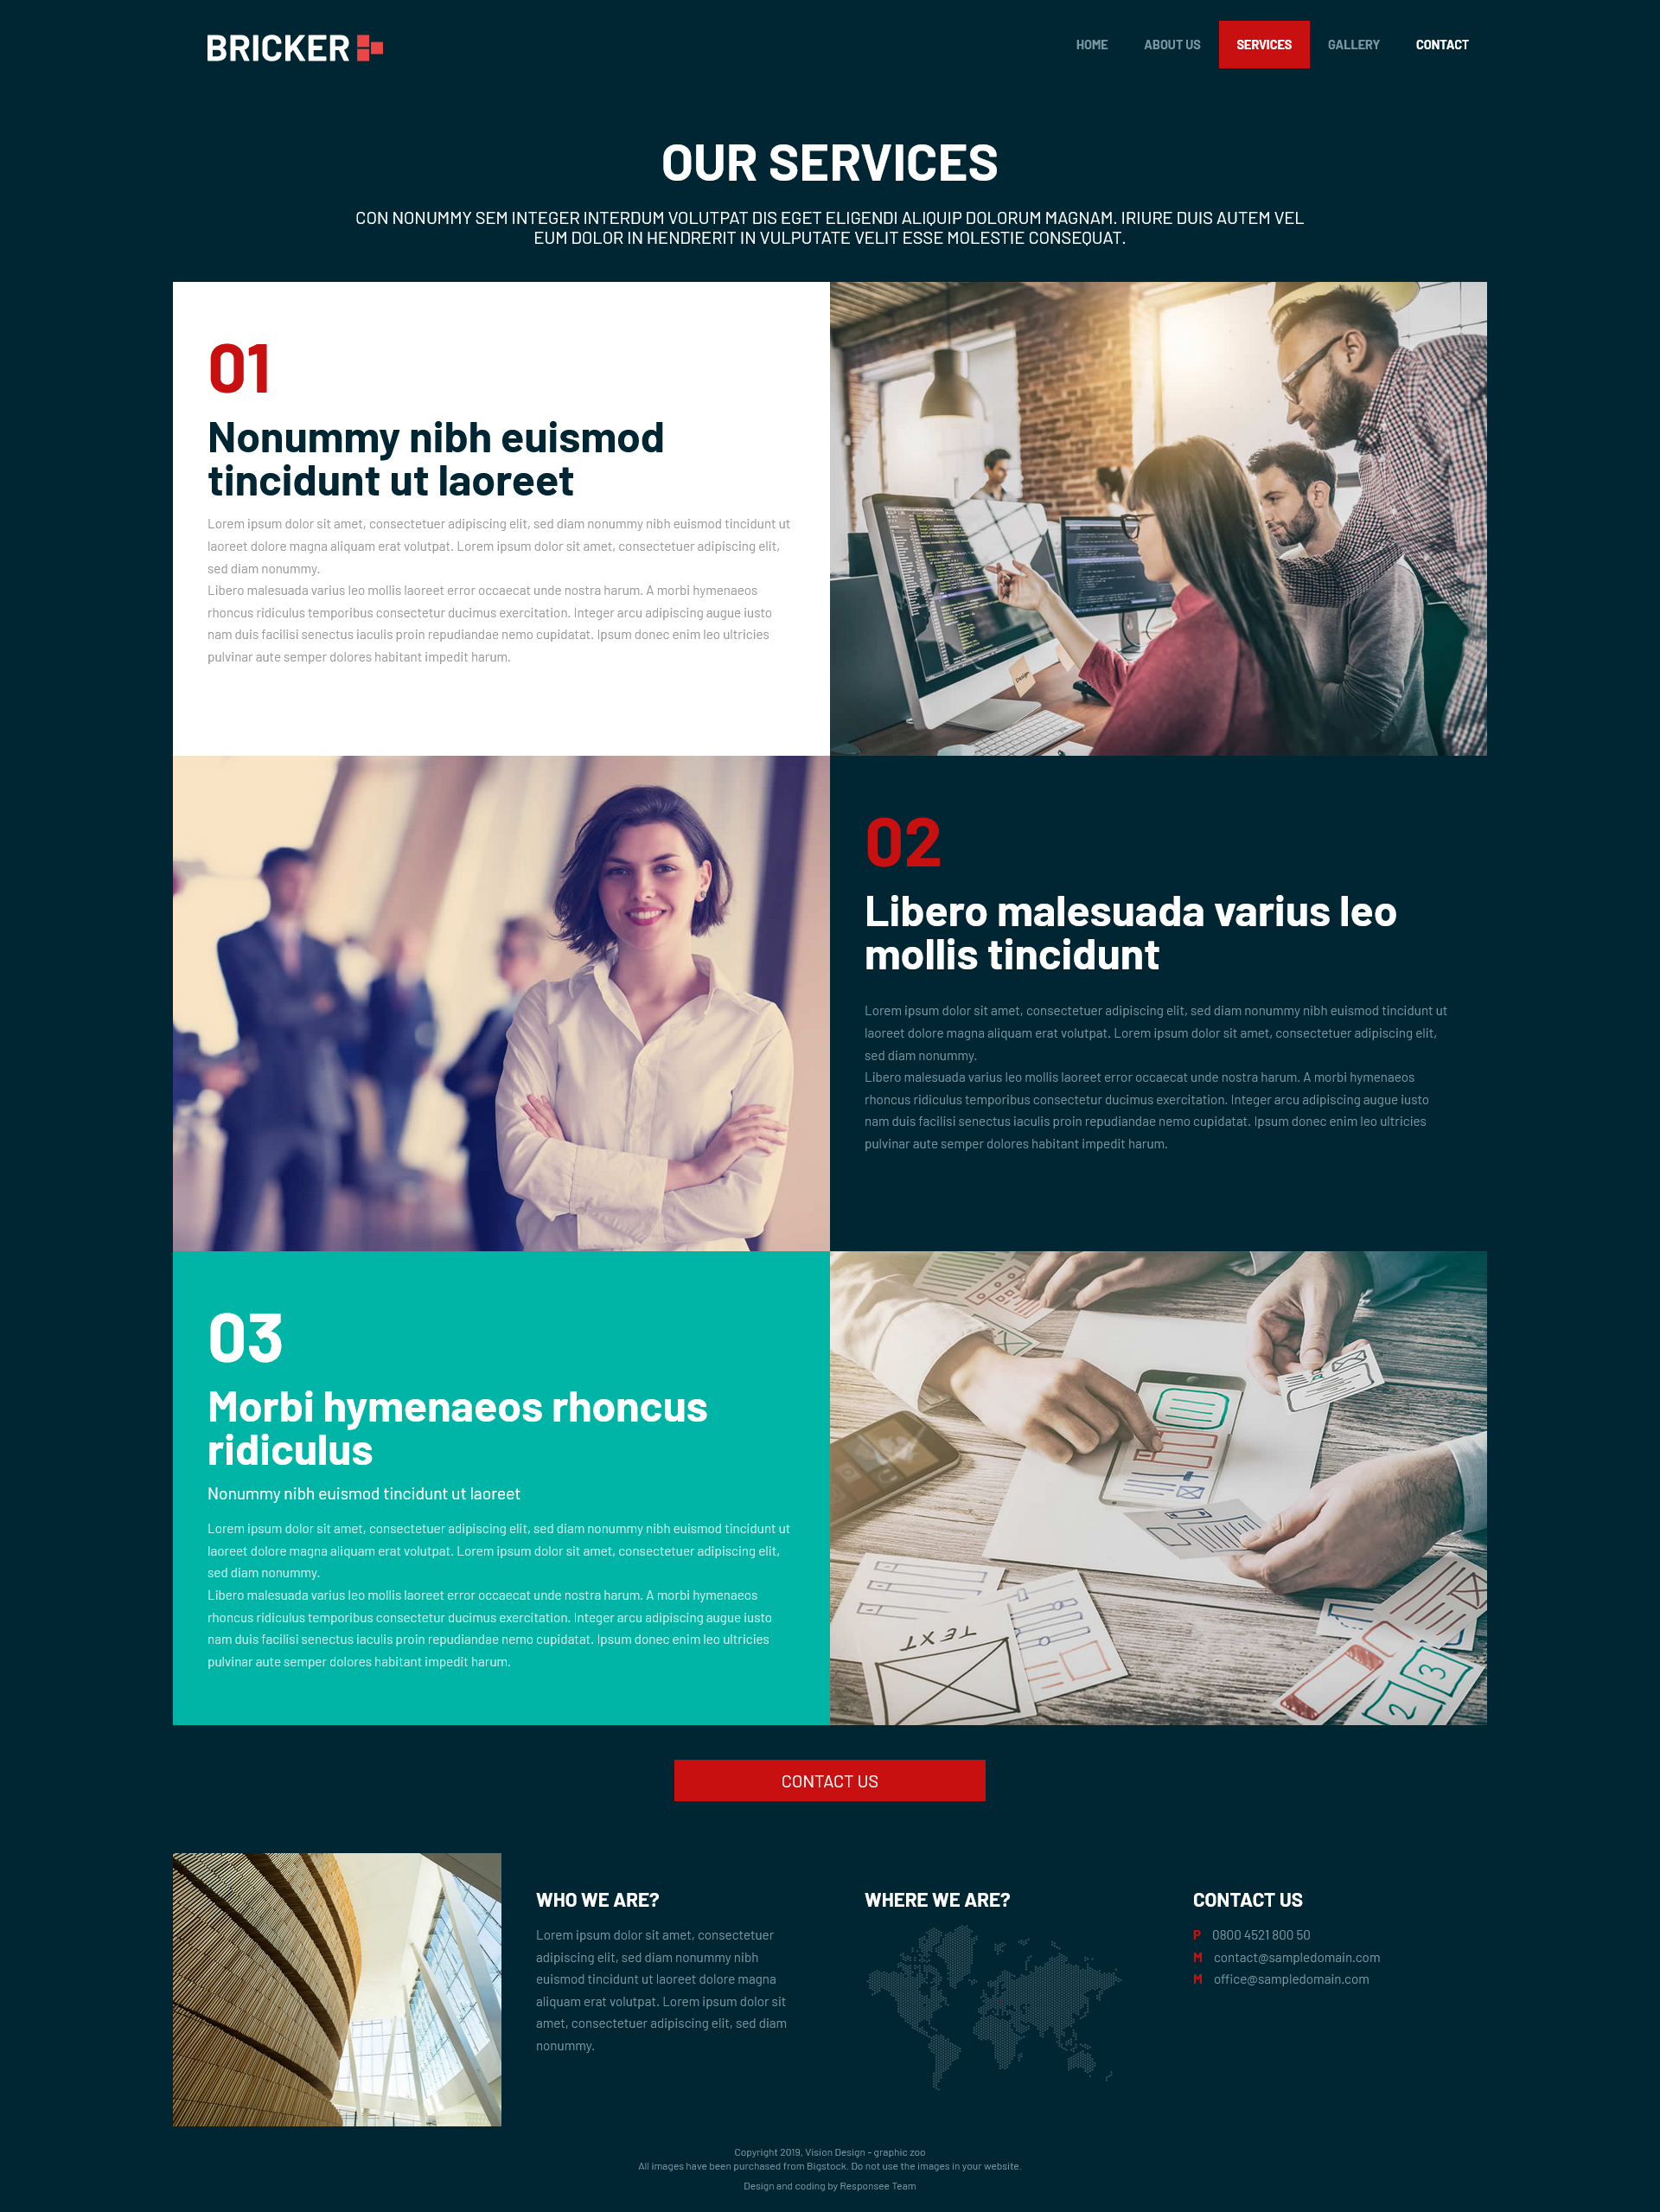 BRICKER
HOME ABOUT US SERVICES GALLERY CONTACT
OUR SERVICES
CON NONUMMY SEM INTEGER INTERDUM VOLUTPAT DIS EGET ELIGENDI ALIQUIP DOLORUM MAGNAM. IRIURE DUIS AUTEM VEL
EUM DOLOR IN HENDRERIT IN VULPUTATE VELIT ESSE MOLESTIE CONSEQUAT.
01
Nonummy nibh euismod
tincidunt ut laoreet
Lorem ipsum dolor sit amet, consectetuer adipiscing elit, sed diam nonummy nibh euismod tincidunt ut
laoreet dolore magna aliquam erat volutpat. Lorem ipsum dolor sit amet, consectetuer adipiscing elit,
sed diam nonummy.
Libero malesuada varius leo mollis laoreet error occaecat unde nostra harum. A morbi hymenaeos
rhoncus ridiculus temporibus consectetur ducimus exercitation. Integer arcu adipiscing augue iusto
nam duis facilisi senectus iaculis proin repudiandae nemo cupidatat. Ipsum donec enim leo ultricies
pulvinar aute semper dolores habitant impedit harum.
Design
02
Libero malesuada varius leo
mollis tincidunt
Lorem ipsum dolor sit amet, consectetuer adipiscing elit, sed diam nonummy nibh euismod tincidunt ut
laoreet dolore magna aliquam erat volutpat. Lorem ipsum dolor sit amet, consectetuer adipiscing elit,
sed diam nonummy.
Libero malesuada varius leo mollis laoreet error occaecat unde nostra harum. A morbi hymenaeos
rhoncus ridiculus temporibus consectetur ducimus exercitation. Integer arcu adipiscing augue iusto
nam duis facilisi senectus iaculis proin repudiandae nemo cupidatat. Ipsum donec enim leo ultricies
pulvinar aute semper dolores habitant impedit harum.
03
Morbi hymenaeos rhoncus
ridiculus
Nonummy nibh euismod tincidunt ut laoreet
Lorem ipsum dolor sit amet, consectetuer adipiscing elit, sed diam nonummy nibh euismod tincidunt ut
laoreet dolore magna aliquam erat volutpat. Lorem ipsum dolor sit amet, consectetuer adipiscing elit,
sed diam nonummy.
Libero malesuada varius leo mollis laoreet error occaecat unde nostra harum. A morbi hymenaeos
rhoncus ridiculus temporibus consectetur ducimus exercitation. Integer arcu adipiscing augue iusto
nam duis facilisi senectus iaculis proin repudiandae nemo cupidatat. Ipsum donec enim leo ultricies
pulvinar aute semper dolores habitant impedit harum.
TEXT
3
2
CONTACT US
WHO WE ARE?
Lorem ipsum dolor sit amet, consectetuer
adipiscing elit, sed diam nonummy nibh
euismod tincidunt ut laoreet dolore magna
aliquam erat volutpat. Lorem ipsum dolor sit
amet, consectetuer adipiscing elit, sed diam
nonummy.
WHERE WE ARE?
CONTACT US
P 0800 4521 800 50
M contact@sampledomain.com
M office@sampledomain.com
Copyright 2019, Vision Design - graphic zoo
All images have been purchased from Bigstock. Do not use the images in your website.
Design and coding by Responsee Team